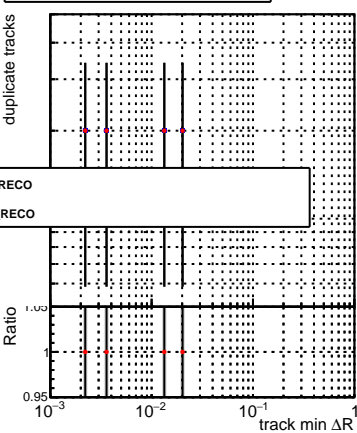 duplicate tracks
RECO
RECO
Ratio
1.05
1
0.95
10⁻³ 10⁻² 10⁻¹ 1
track min ΔR